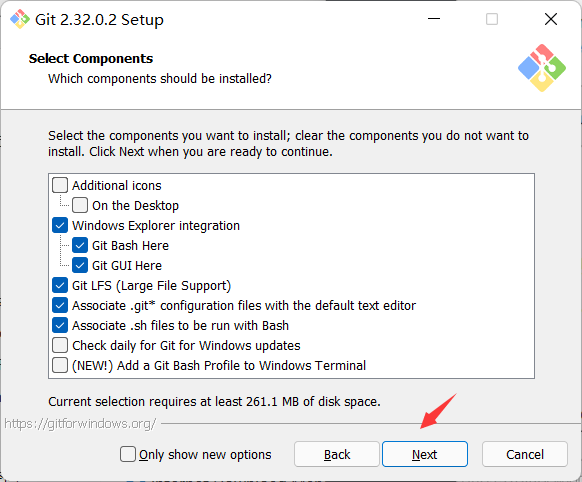 Git 2.32.0.2 Setup
Select Components
Which components should be installed?
Select the components you want to install; clear the components you do not want to
install. Click Next when you are ready to continue.
Additional icons
On the Desktop
Windows Explorer integration
Git Bash Here
Git GUI Here
Git LFS (Large File Support)
Associate .git* configuration files with the default text editor
Associate .sh files to be run with Bash
Check daily for Git for Windows updates
(NEW!) Add a Git Bash Profile to Windows Terminal
Current selection requires at least 261.1 MB of disk space.
https://gitforwindows.org/
Only show new options
Back
Next
Cancel